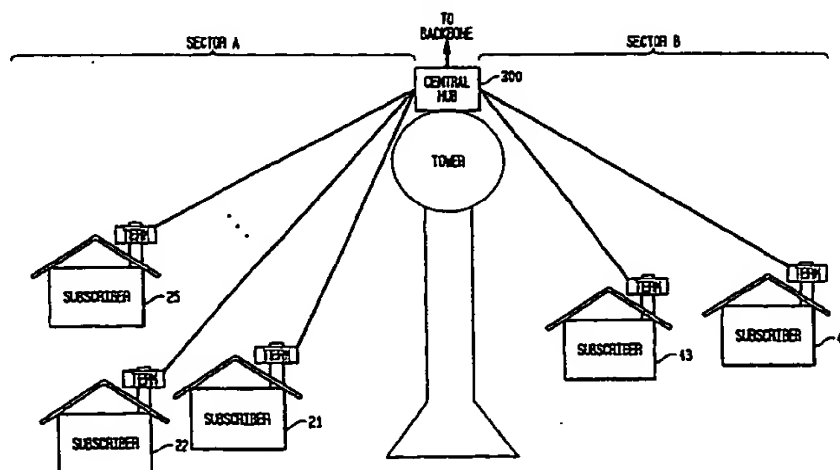 TO
BACKBONE
SECTOR A
SECTOR B
CENTRAL
HUB
200
TOWER
TERM
SUBSCRIBER
25
TERM
SUBSCRIBER
43
TERM
SUBSCRIBER
TERM
SUBSCRIBER
21
TERM
SUBSCRIBER
22